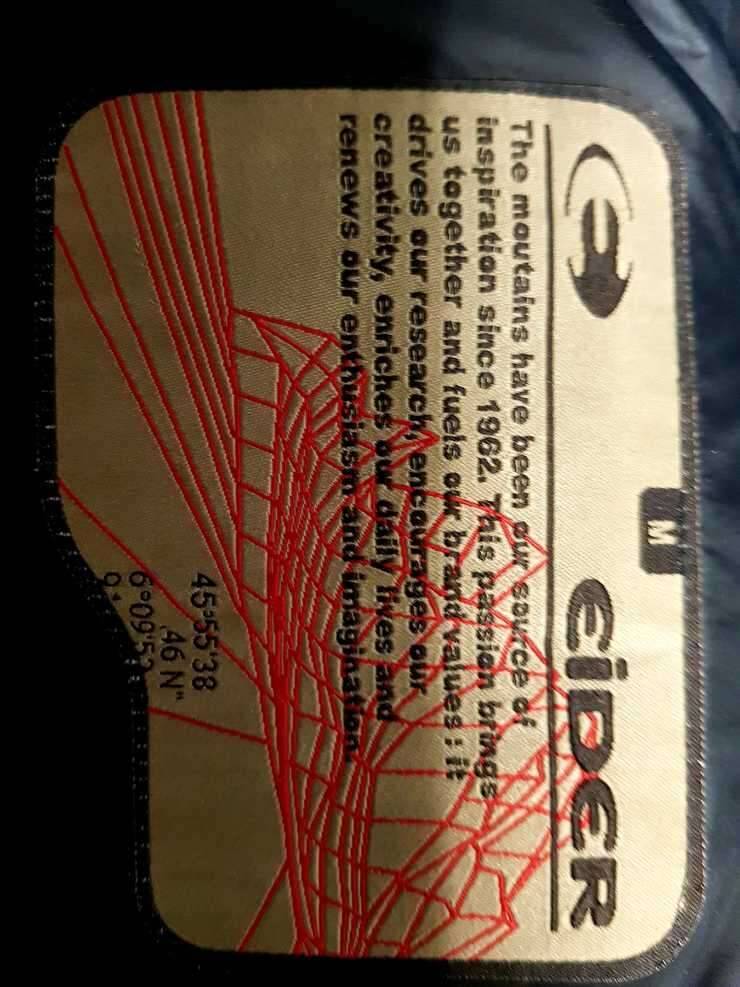 M
eiDER
The moutains have been our source of
inspiration since 1962. This passion brings
us together and fuels our brand values : it
drives our research, encourages our
creativity, enriches our daily lives and
renews our enthusiasm and imagination.
45°55'38
,46 N"
6°09'52